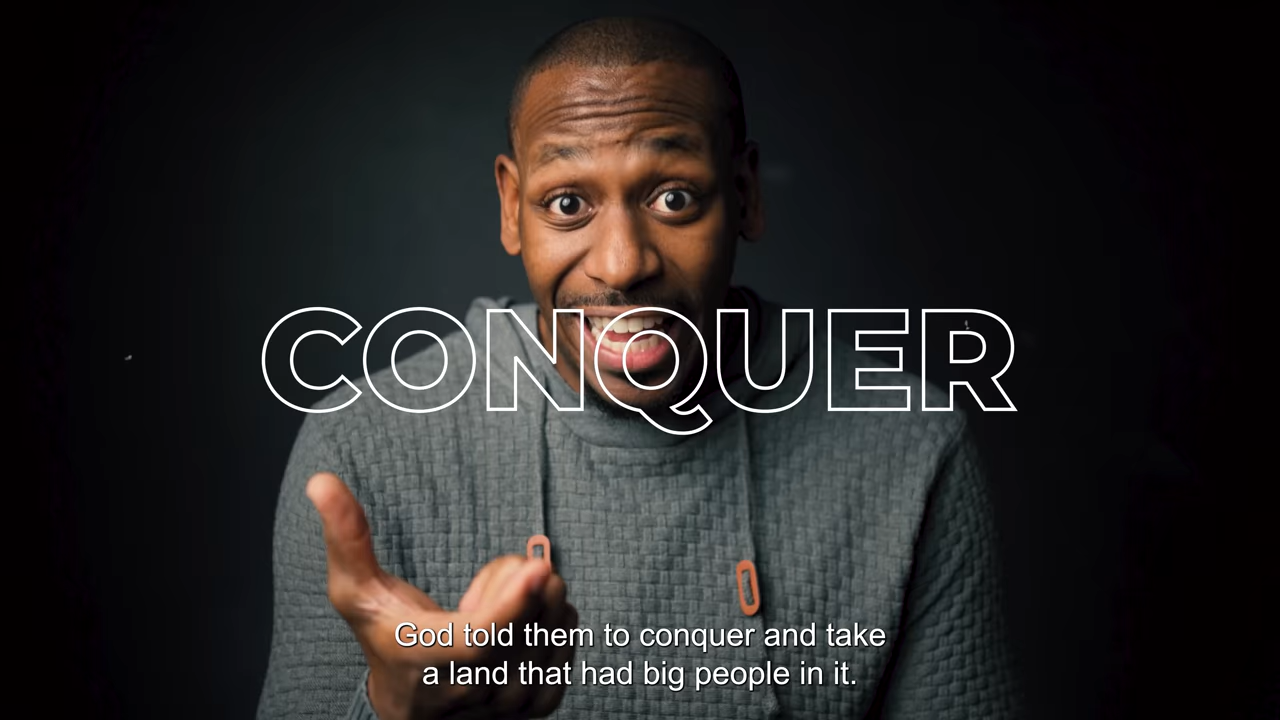 CONQUER
God told them to conquer and take
a land that had big people in it.